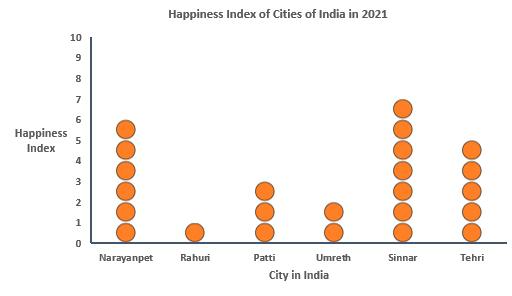 Happiness Index of Cities of India in 2021
10
9
8
7
6
5
4
3
2
1
0
Happiness
Index
Narayanpet Rahuri Patti Umreth Sinnar Tehri
City in India